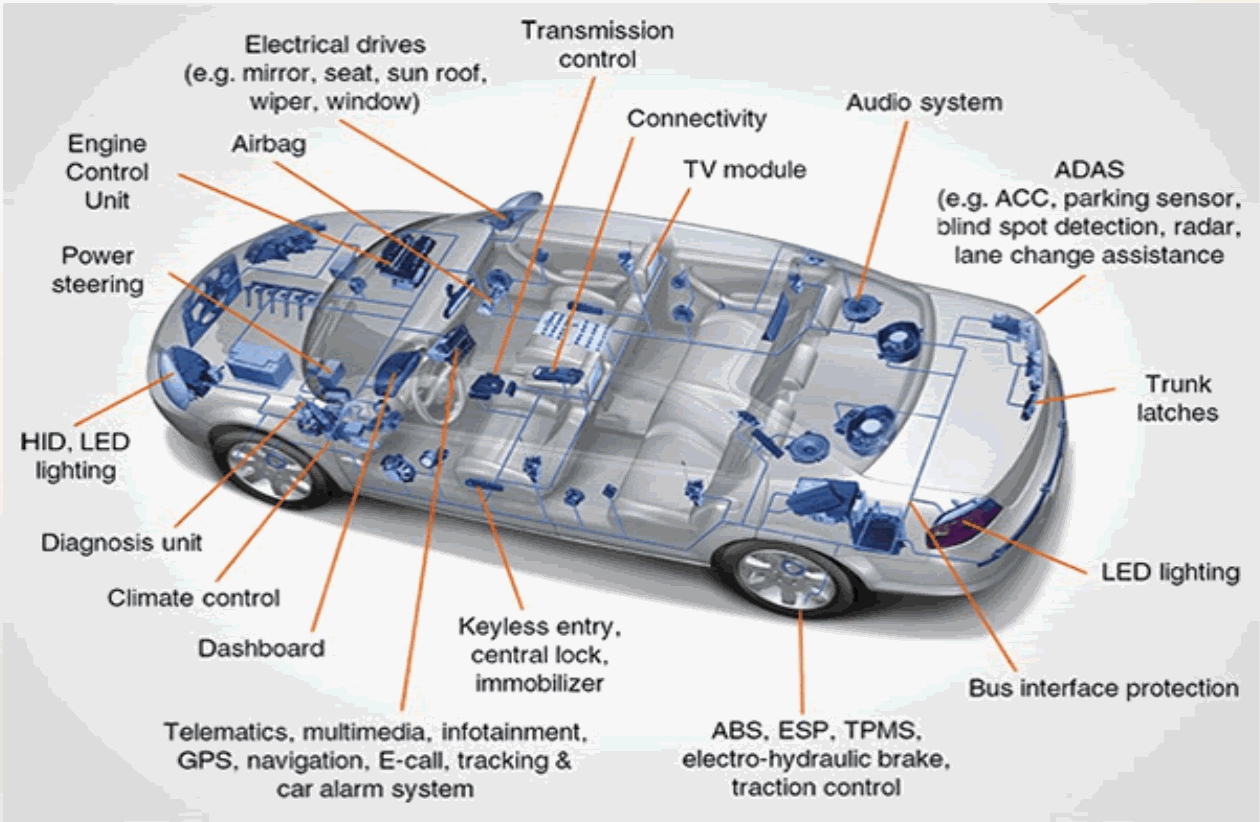 Electrical drives
(e.g. mirror, seat, sun roof,
wiper, window)
Transmission
control
Connectivity
Audio system
Engine
Control
Unit
Airbag
TV module
ADAS
(e.g. ACC, parking sensor,
blind spot detection, radar,
lane change assistance
Power
steering
Trunk
latches
HID, LED
lighting
Diagnosis unit
LED lighting
Climate control
Dashboard
Keyless entry,
central lock,
immobilizer
Bus interface protection
Telematics, multimedia, infotainment,
GPS, navigation, E-call, tracking &
car alarm system
ABS, ESP, TPMS,
electro-hydraulic brake,
traction control